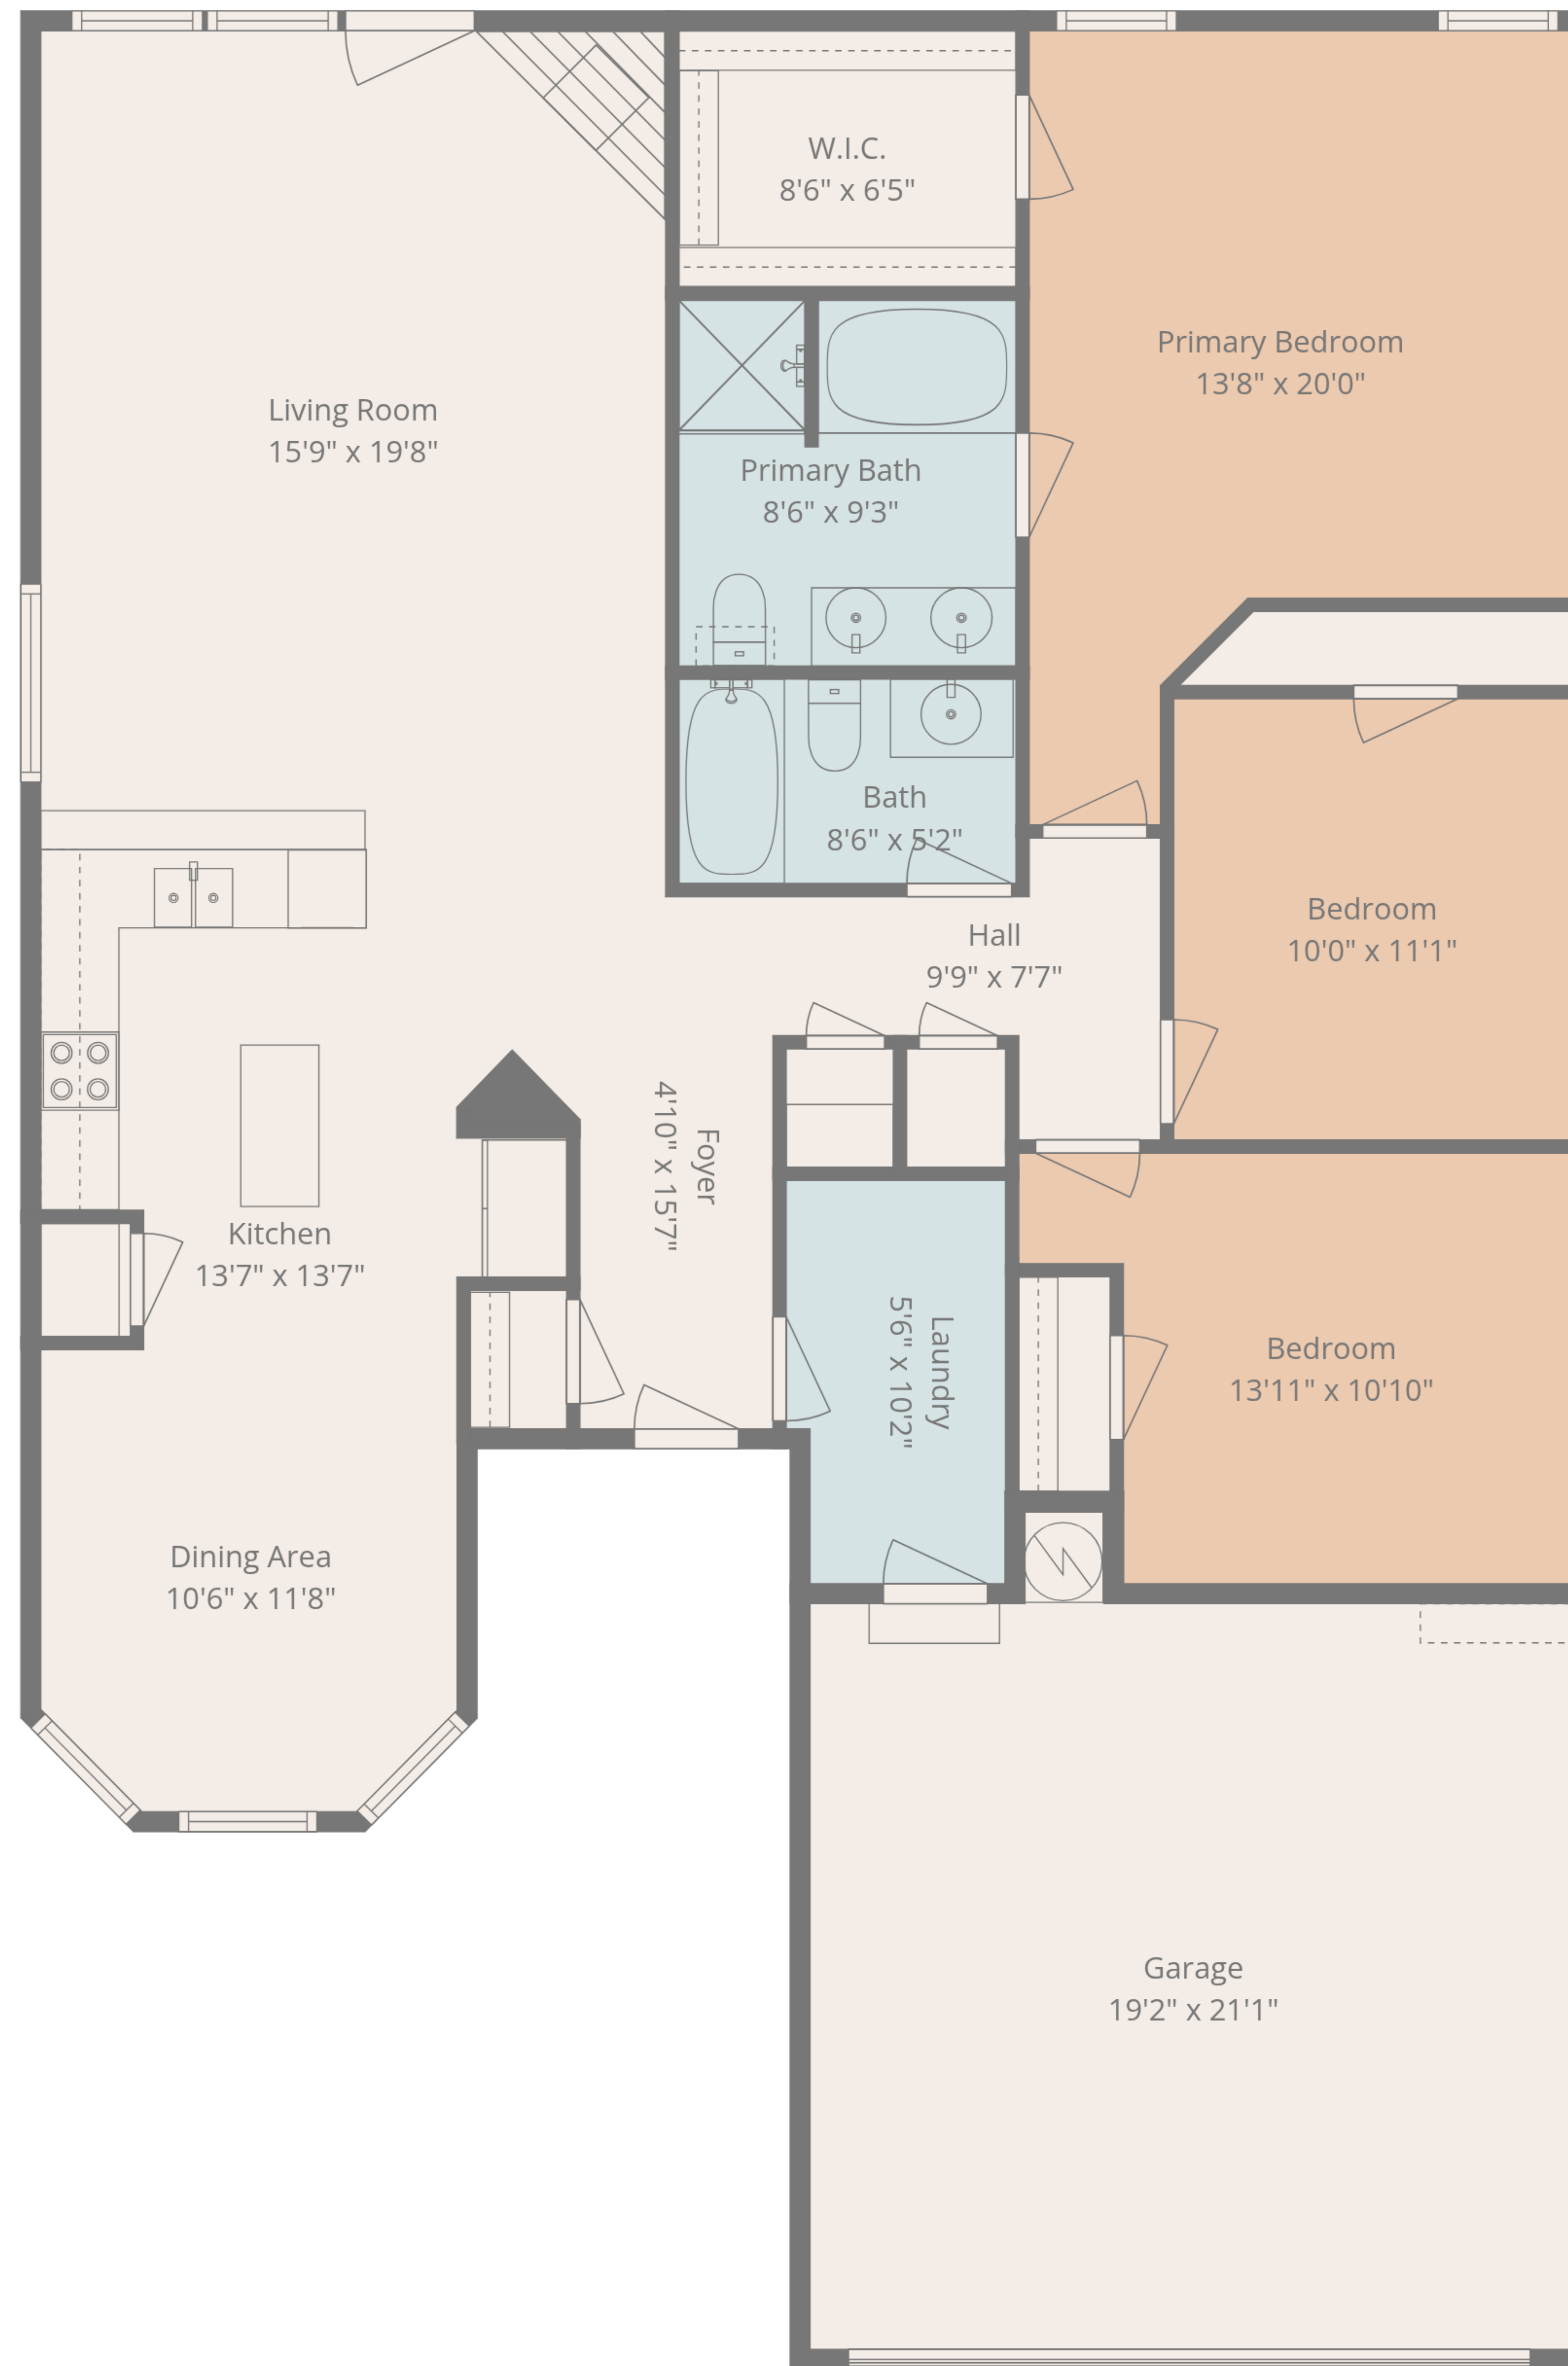 W.I.C.
8'6" x 6'5"
Primary Bedroom
13'8" x 20'0"
Living Room
15'9" x 19'8"
Primary Bath
8'6" x 9'3"
Bath
8'6" x 5'2"
Hall
9'9" x 7'7"
Bedroom
10'0" x 11'1"
Foyer
4'10" x 15'7"
Kitchen
13'7" x 13'7"
Laundry
5'6" x 10'2"
Bedroom
13'11" x 10'10"
Dining Area
10'6" x 11'8"
Garage
19'2" x 21'1"